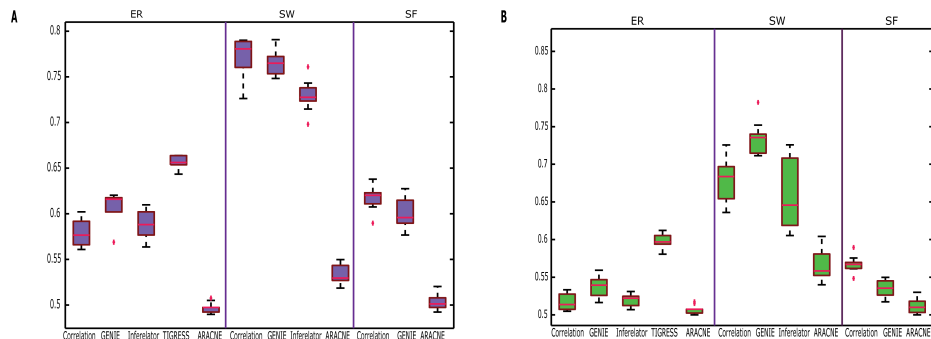 A
ER
SW
SF
0.8
0.75
0.7
0.65
0.6
0.55
0.5
Correlation GENIE Inferelator TIGRESS ARACNE Correlation GENIE Inferelator ARACNE Correlation GENIE ARACNE
B
ER
SW
SF
0.85
0.8
0.75
0.7
0.65
0.6
0.55
0.5
Correlation GENIE Inferelator TIGRESS ARACNE Correlation GENIE Inferelator ARACNE Correlation GENIE ARACNE